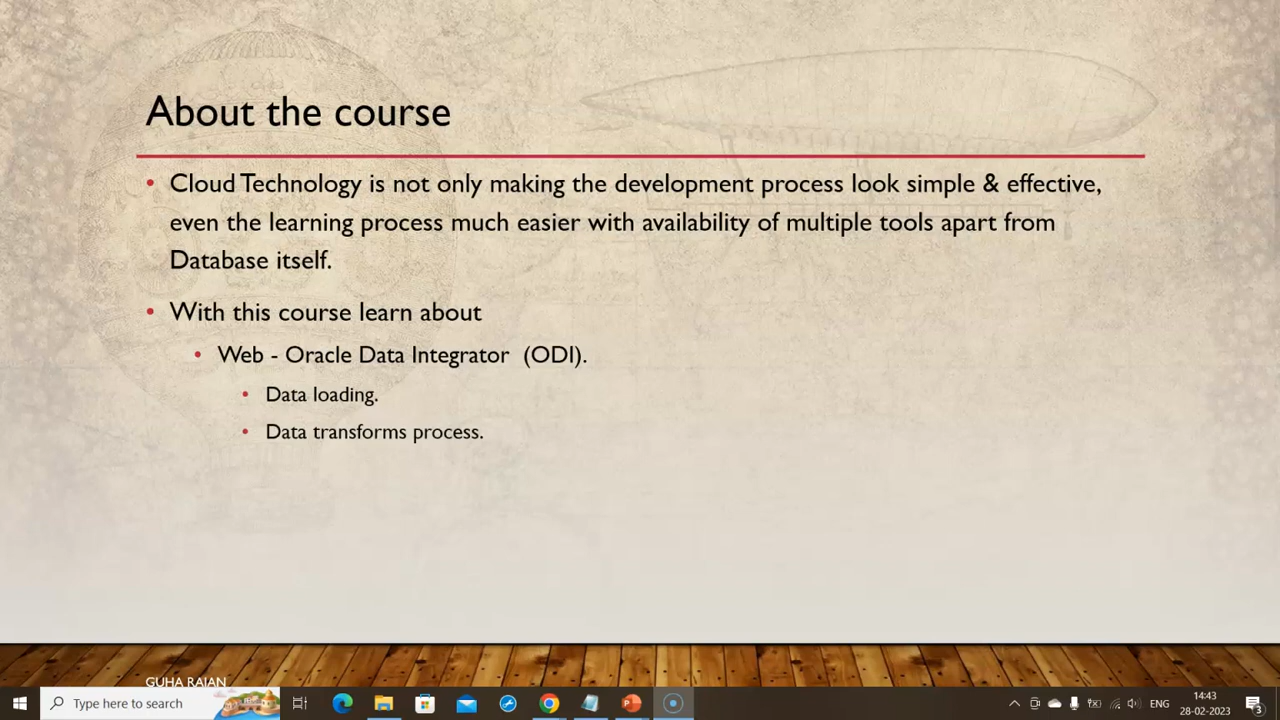 About the course
• Cloud Technology is not only making the development process look simple & effective,
even the learning process much easier with availability of multiple tools apart from
Database itself.
• With this course learn about
• Web - Oracle Data Integrator (ODI).
• Data loading.
• Data transforms process.
GUHA RAJAN
Type here to search
ENG
14:43
28-02-2023
3